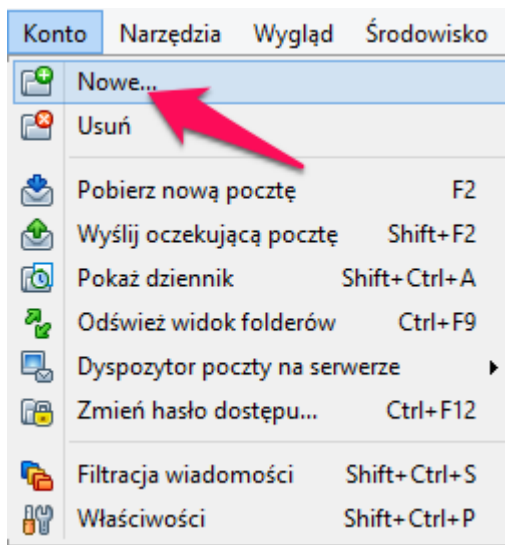 Konto Narzędzia Wygląd Środowisko
Nowe...
Usuń
Pobierz nową pocztę F2
Wyślij oczekującą pocztę Shift+F2
Pokaż dziennik Shift+Ctrl+A
Odśwież widok folderów Ctrl+F9
Dyspozytor poczty na serwerze
Zmień hasło dostępu... Ctrl+F12
Filtracja wiadomości Shift+Ctrl+S
Właściwości Shift+Ctrl+P